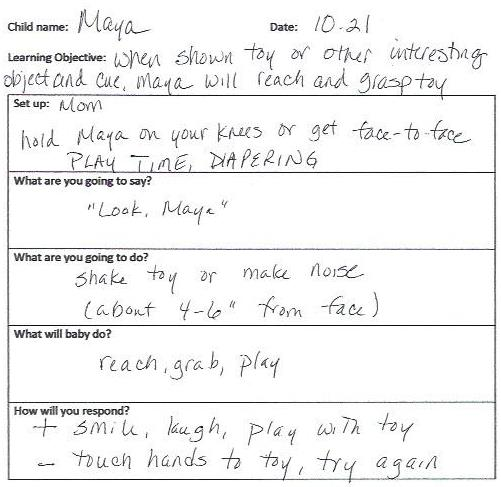 Child name: Maya Date: 10-21
Learning Objective: When shown toy or other interesting
object and cue, Maya will reach and grasp toy
Set up: Mom
hold Maya on your knees or get face-to-face
PLAY TIME, DIAPERING
What are you going to say?
"Look, Maya"
What are you going to do?
shake toy or make noise
(about 4-6" from face)
What will baby do?
reach, grab, play
How will you respond?
+ smile, laugh, play with toy
- touch hands to toy, try again